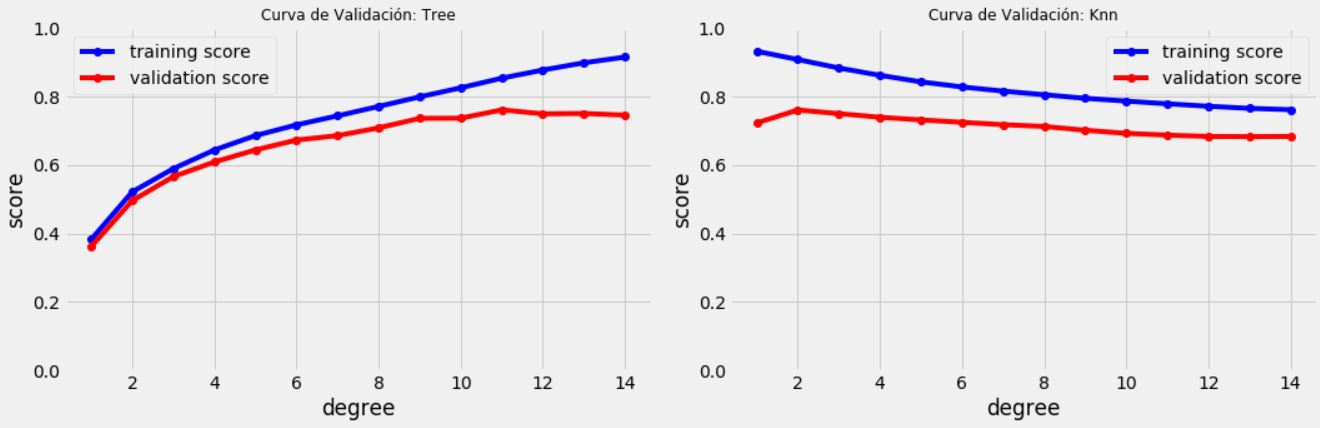 Curva de Validación: Tree
training score
validation score
1.0
0.8
0.6
0.4
0.2
0.0
score
2 4 6 8 10 12 14
degree
Curva de Validación: Knn
training score
validation score
1.0
0.8
0.6
0.4
0.2
0.0
score
2 4 6 8 10 12 14
degree